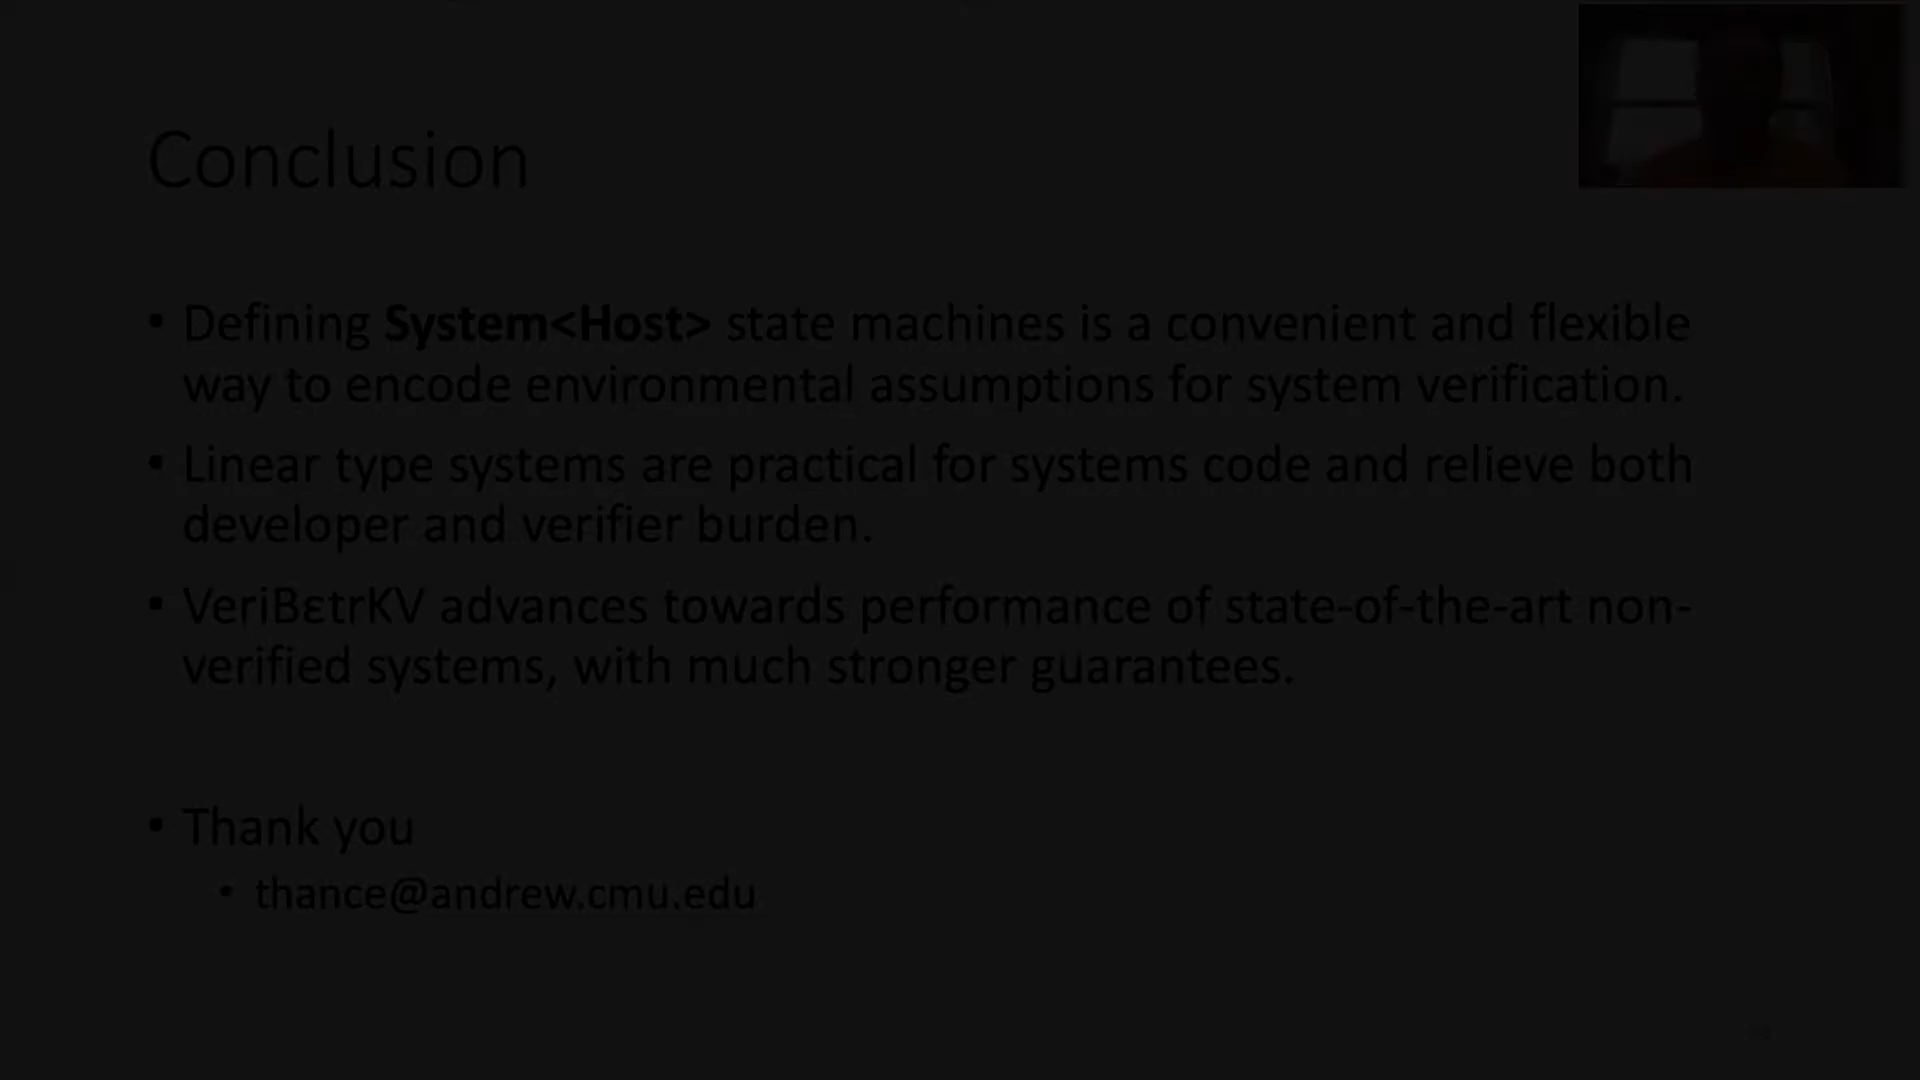 Conclusion
• Defining System<Host> state machines is a convenient and flexible
way to encode environmental assumptions for system verification.
• Linear type systems are practical for systems code and relieve both
developer and verifier burden.
• VeriBεtrKV advances towards performance of state-of-the-art non-
verified systems, with much stronger guarantees.
• Thank you
• thance@andrew.cmu.edu